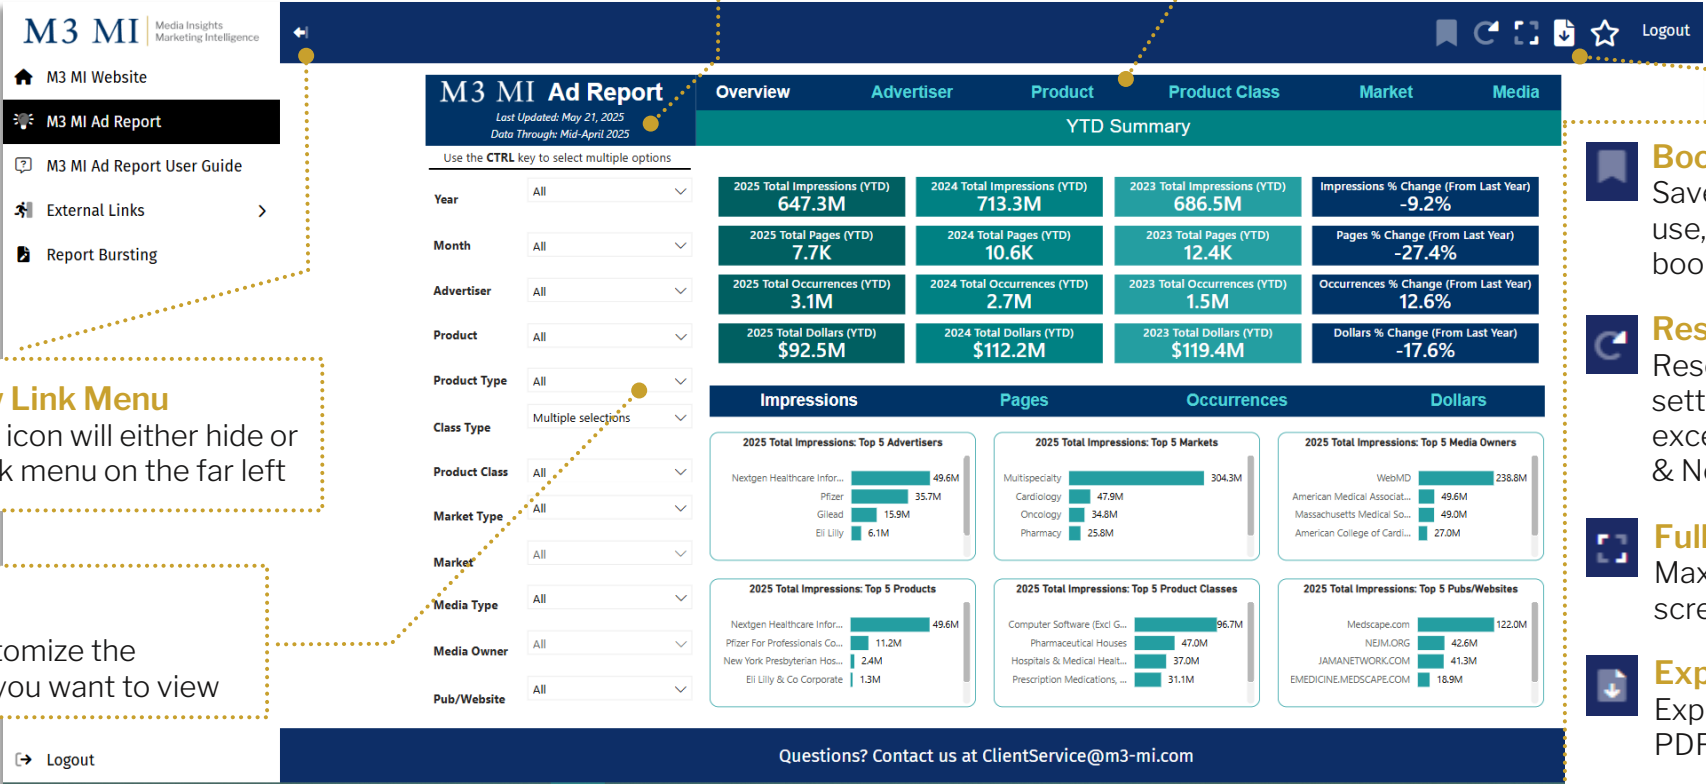 M3 MI
Media Insights
Marketing Intelligence
Logout
M3 MI Website
M3 MI Ad Report
M3 MI Ad Report User Guide
External Links
Report Bursting
Link Menu
icon will either hide or
menu on the far left
tomize the
you want to view
Logout
M3 MI Ad Report
Last Updated: May 21, 2025
Data Through: Mid-April 2025
Use the CTRL key to select multiple options
Year All
Month All
Advertiser All
Product All
Product Type All
Class Type Multiple selections
Product Class All
Market Type All
Market All
Media Type All
Media Owner All
Pub/Website All
Overview Advertiser Product Product Class Market Media
YTD Summary
2025 Total Impressions (YTD)
647.3M
2024 Total Impressions (YTD)
713.3M
2023 Total Impressions (YTD)
686.5M
Impressions % Change (From Last Year)
-9.2%
2025 Total Pages (YTD)
7.7K
2024 Total Pages (YTD)
10.6K
2023 Total Pages (YTD)
12.4K
Pages % Change (From Last Year)
-27.4%
2025 Total Occurrences (YTD)
3.1M
2024 Total Occurrences (YTD)
2.7M
2023 Total Occurrences (YTD)
1.5M
Occurrences % Change (From Last Year)
12.6%
2025 Total Dollars (YTD)
$92.5M
2024 Total Dollars (YTD)
$112.2M
2023 Total Dollars (YTD)
$119.4M
Dollars % Change (From Last Year)
-17.6%
Impressions Pages Occurrences Dollars
2025 Total Impressions: Top 5 Advertisers
Nextgen Healthcare Infor... 49.6M
Pfizer 35.7M
Gilead 15.9M
Eli Lilly 6.1M
2025 Total Impressions: Top 5 Markets
Multispecialty 304.3M
Cardiology 47.9M
Oncology 34.8M
Pharmacy 25.8M
2025 Total Impressions: Top 5 Media Owners
WebMD 238.8M
American Medical Associat... 49.6M
Massachusetts Medical So... 49.0M
American College of Cardi... 27.0M
2025 Total Impressions: Top 5 Products
Nextgen Healthcare Infor... 49.6M
Pfizer For Professionals Co... 11.2M
New York Presbyterian Hos... 2.4M
Eli Lilly & Co Corporate 1.3M
2025 Total Impressions: Top 5 Product Classes
Computer Software (Excl G... 96.7M
Pharmaceutical Houses 47.0M
Hospitals & Medical Healt... 37.0M
Prescription Medications, ... 31.1M
2025 Total Impressions: Top 5 Pubs/Websites
Medscape.com 122.0M
NEJM.ORG 42.6M
JAMANETWORK.COM 41.3M
EMEDICINE.MEDSCAPE.COM 18.9M
Questions? Contact us at ClientService@m3-mi.com
Boo
Save
use,
boo
Res
Rese
sett
exce
& N
Full
Max
scre
Exp
Exp
PDF